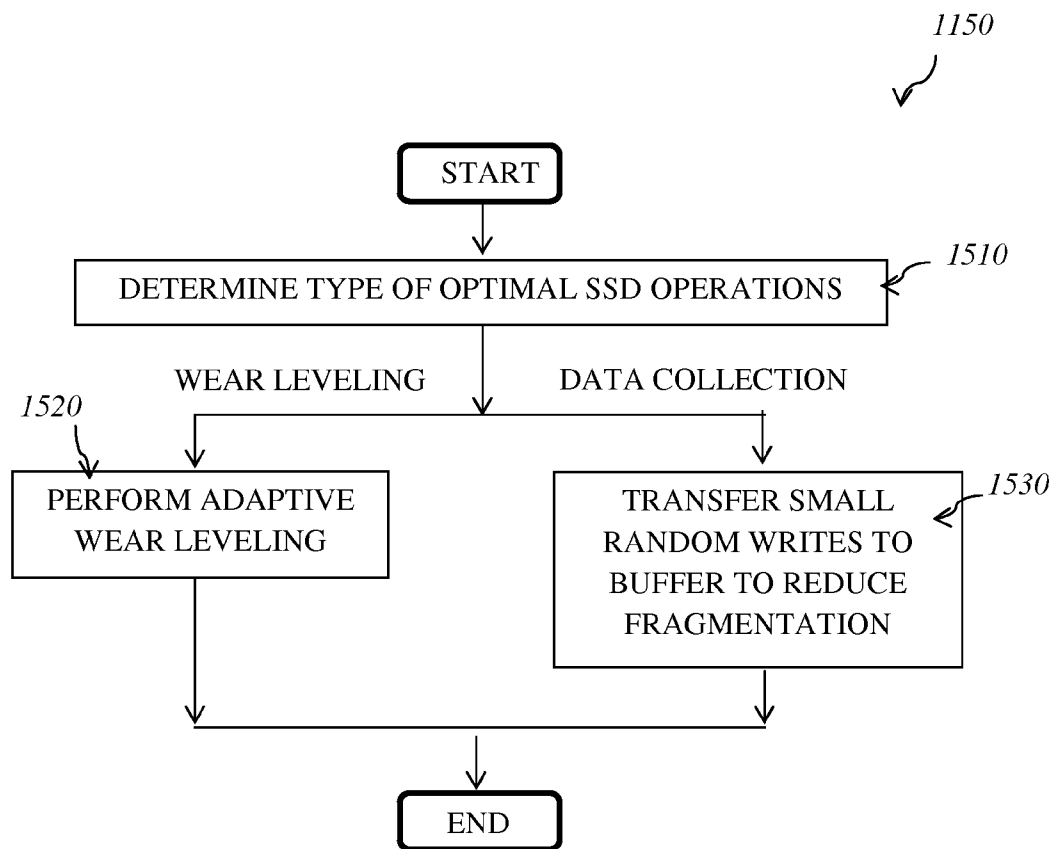 1150
START
1510
DETERMINE TYPE OF OPTIMAL SSD OPERATIONS
WEAR LEVELING
DATA COLLECTION
1520
PERFORM ADAPTIVE
WEAR LEVELING
1530
TRANSFER SMALL
RANDOM WRITES TO
BUFFER TO REDUCE
FRAGMENTATION
END